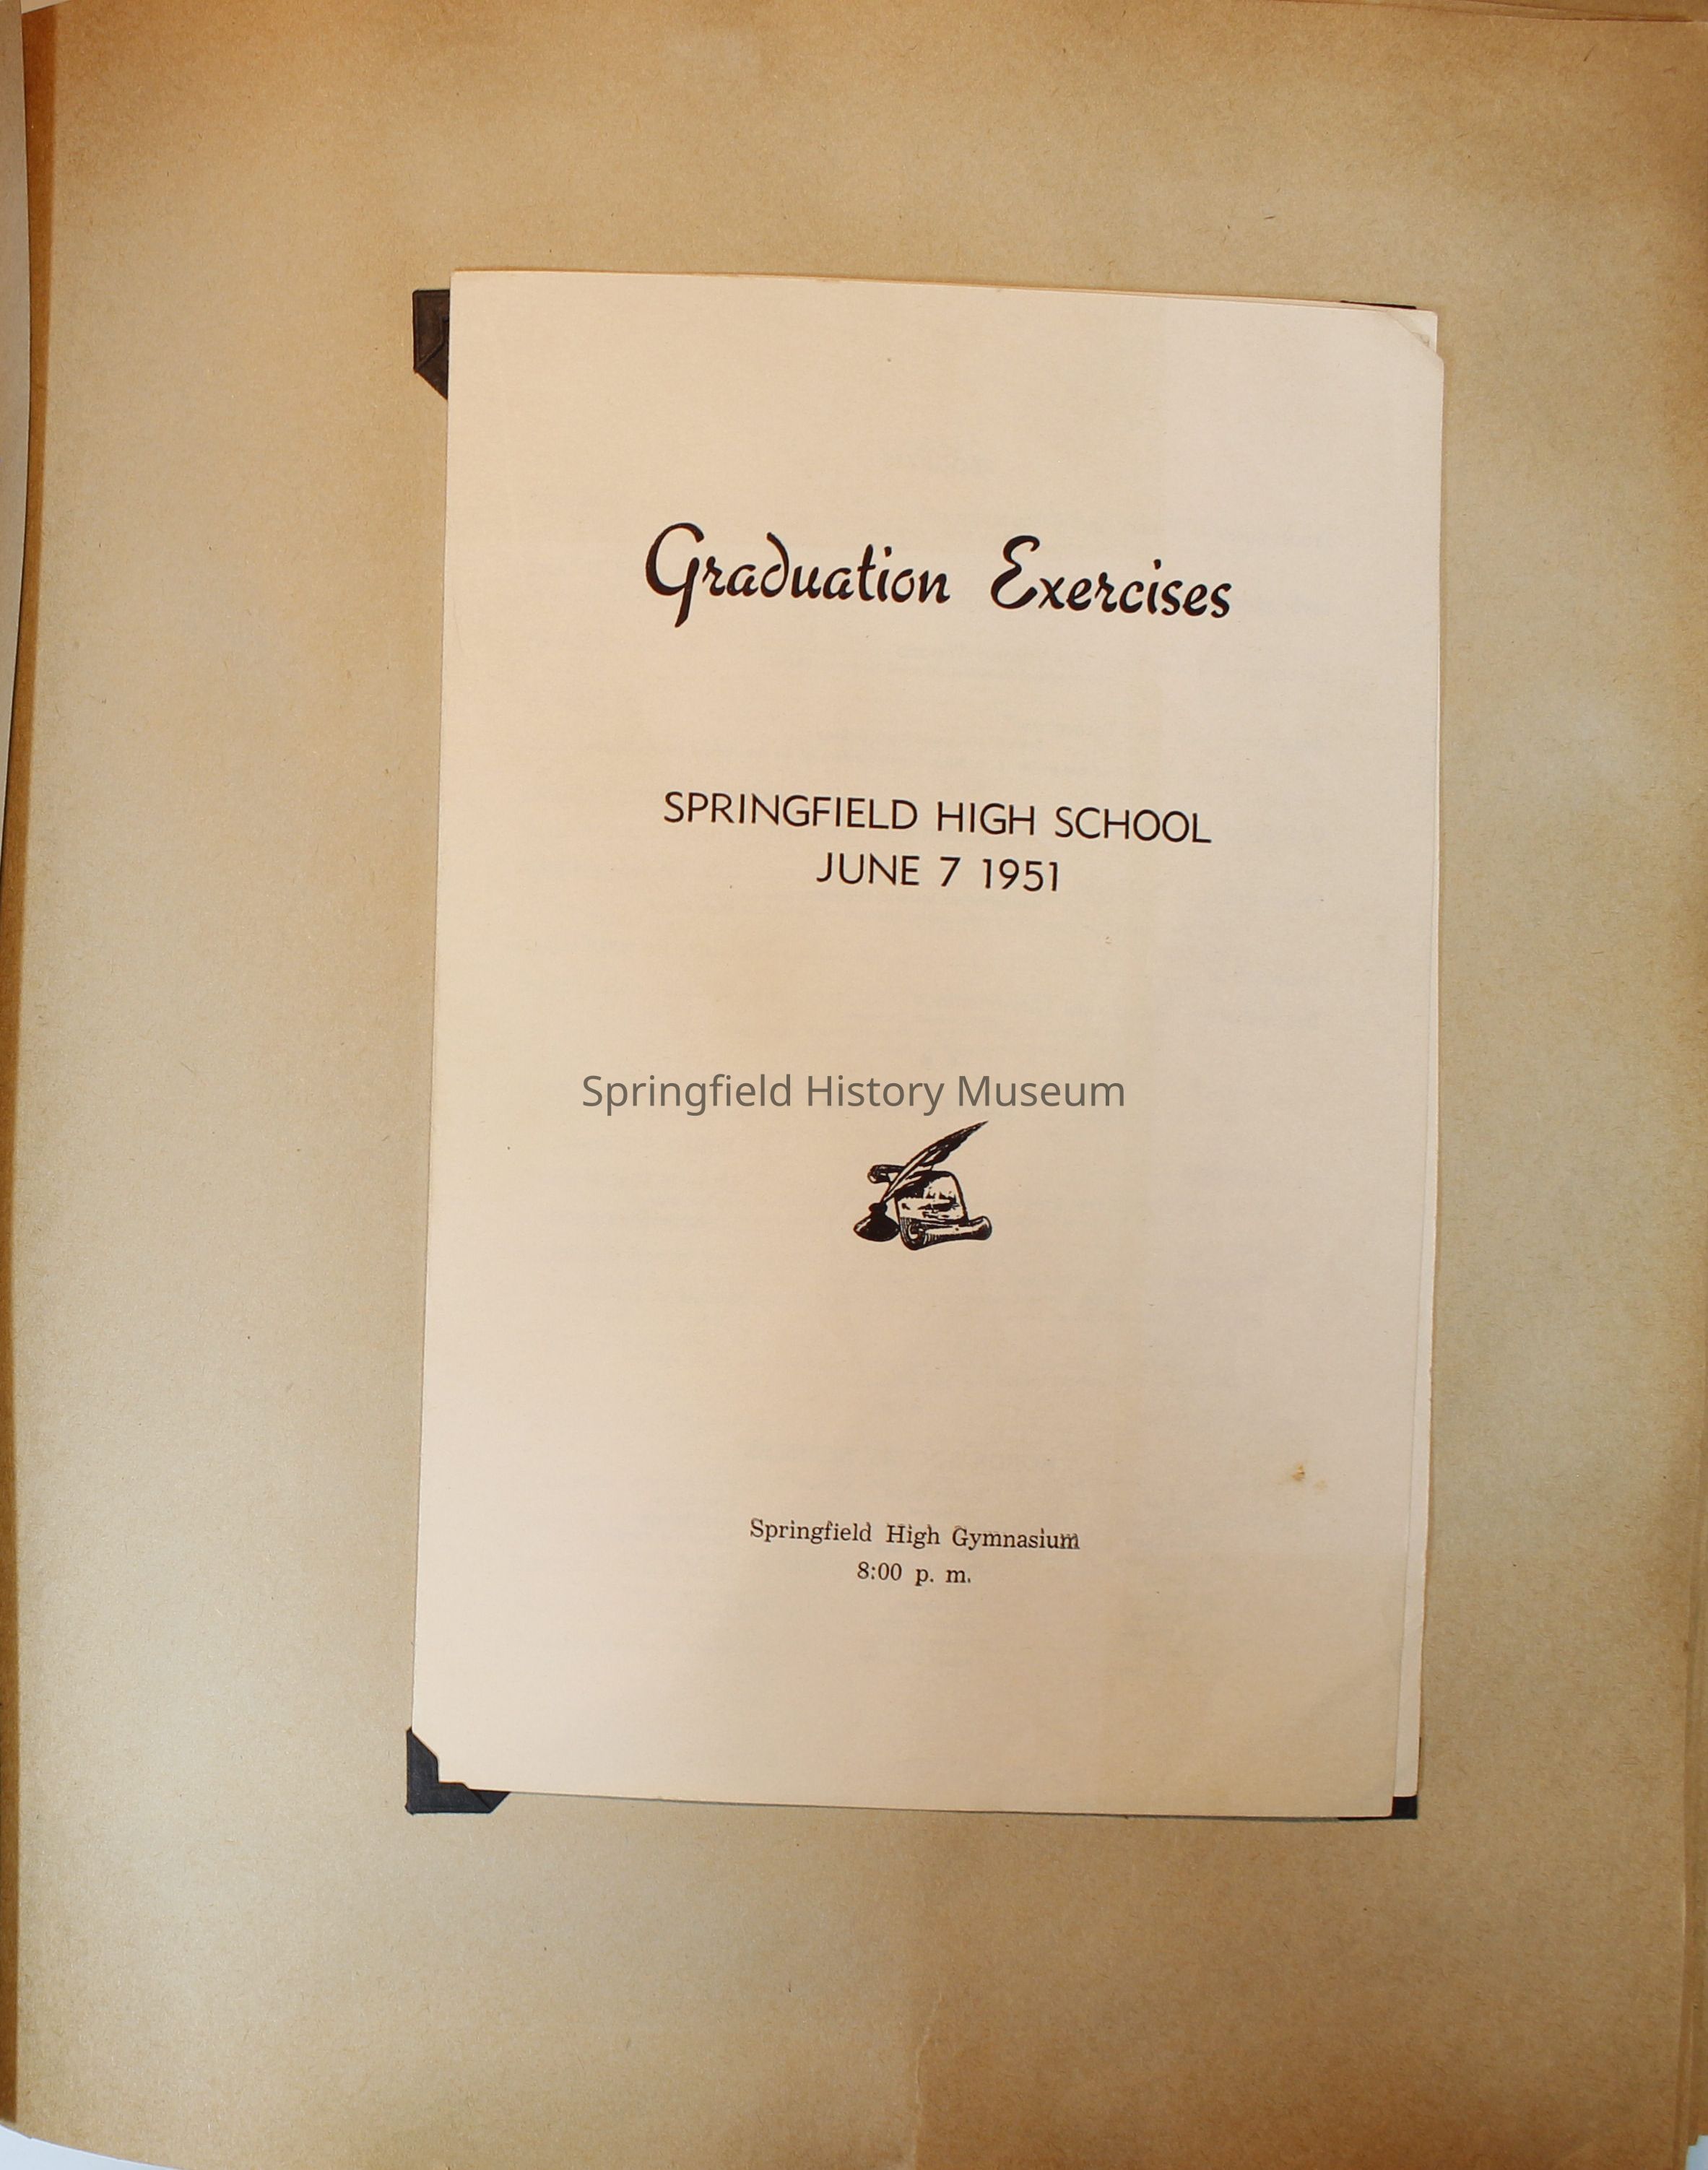 Graduation Exercises
SPRINGFIELD HIGH SCHOOL
JUNE 7 1951
Springfield History Museum
Springfield High Gymnasium
8:00 p. m.